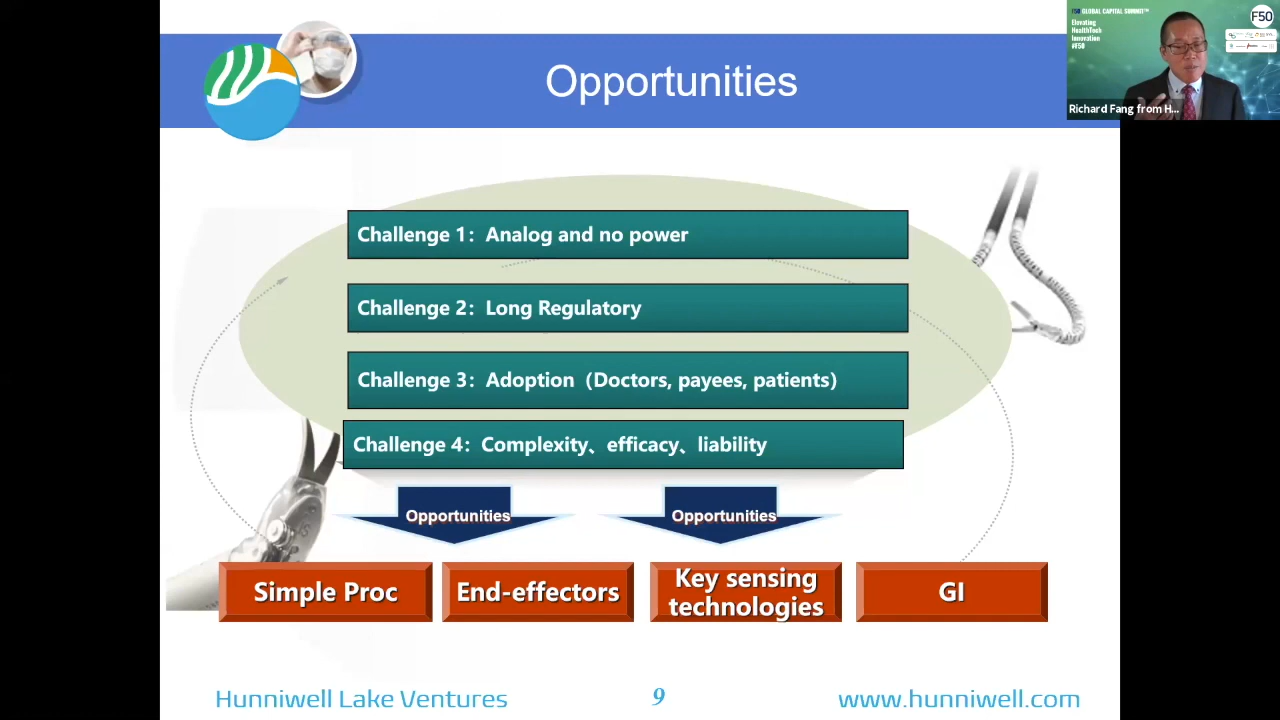 Opportunities
F50 GLOBAL CAPITAL SUMMIT™
Elevating
HealthTech
Innovation
#F50
F50
Richard Fang from H...
Challenge 1： Analog and no power
Challenge 2： Long Regulatory
Challenge 3： Adoption（Doctors, payees, patients）
Challenge 4： Complexity、efficacy、liability
Opportunities
Opportunities
Simple Proc
End-effectors
Key sensing
technologies
GI
Hunniwell Lake Ventures
9
www.hunniwell.com